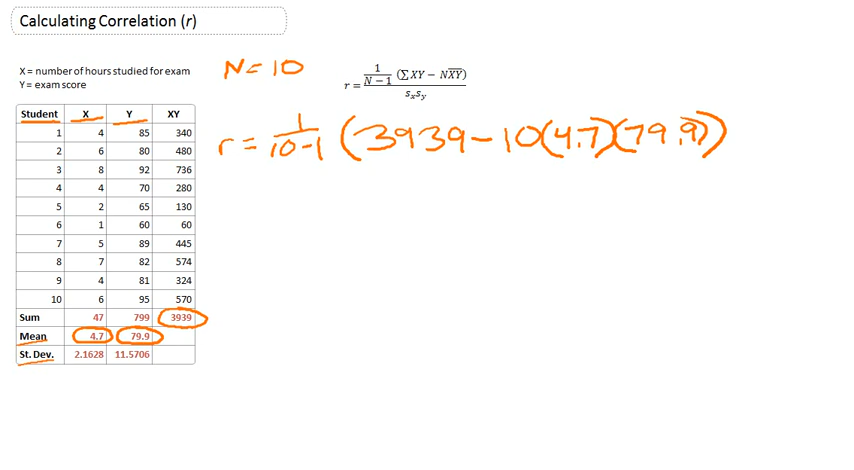 Calculating Correlation (r)
X = number of hours studied for exam
Y = exam score
N = 10
r = 1/N − 1 (∑XY − NX̅Y̅) / sₓsᵧ
Student X Y XY
1 4 85 340
2 6 80 480
3 8 92 736
4 4 70 280
5 2 65 130
6 1 60 60
7 5 89 445
8 7 82 574
9 4 81 324
10 6 95 570
Sum 47 799 3939
Mean 4.7 79.9
St. Dev. 2.1628 11.5706
r = 1/10-1 (3939 - 10(4.7)(79.9))